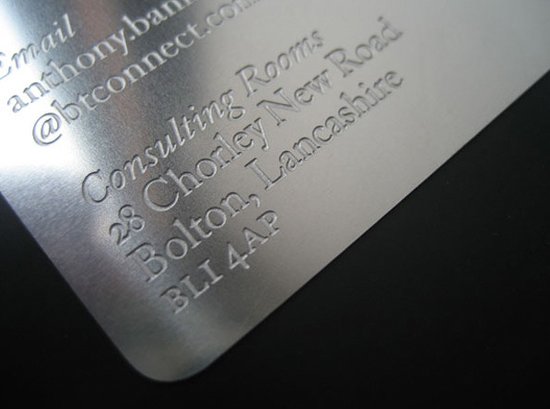 Email
anthony.ban
@btconnect.com
Consulting Rooms
28 Chorley New Road
Bolton, Lancashire
BL1 4AP